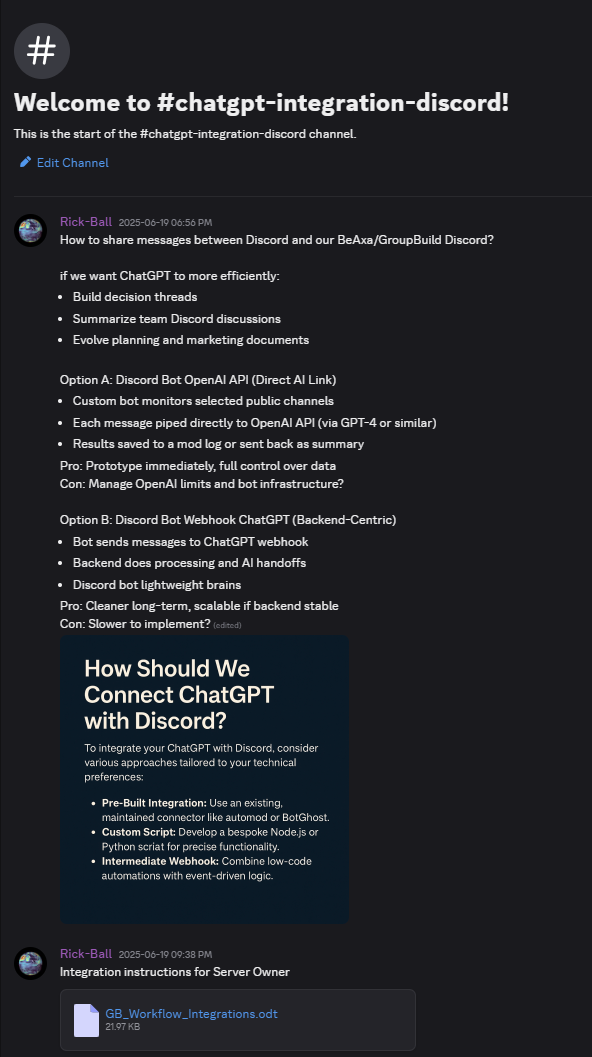 #
Welcome to #chatgpt-integration-discord!
This is the start of the #chatgpt-integration-discord channel.
Edit Channel
Rick-Ball 2025-06-19 06:56 PM
How to share messages between Discord and our BeAxa/GroupBuild Discord?
if we want ChatGPT to more efficiently:
• Build decision threads
• Summarize team Discord discussions
• Evolve planning and marketing documents
Option A: Discord Bot OpenAI API (Direct AI Link)
• Custom bot monitors selected public channels
• Each message piped directly to OpenAI API (via GPT-4 or similar)
• Results saved to a mod log or sent back as summary
Pro: Prototype immediately, full control over data
Con: Manage OpenAI limits and bot infrastructure?
Option B: Discord Bot Webhook ChatGPT (Backend-Centric)
• Bot sends messages to ChatGPT webhook
• Backend does processing and AI handoffs
• Discord bot lightweight brains
Pro: Cleaner long-term, scalable if backend stable
Con: Slower to implement? (edited)
How Should We
Connect ChatGPT
with Discord?
To integrate your ChatGPT with Discord, consider
various approaches tailored to your technical
preferences:
• Pre-Built Integration: Use an existing,
maintained connector like automod or BotGhost.
• Custom Script: Develop a bespoke Node.js or
Python scriat for precise functionality.
• Intermediate Webhook: Combine low-code
automations with event-driven logic.
Rick-Ball 2025-06-19 09:38 PM
Integration instructions for Server Owner
GB_Workflow_Integrations.odt
21.97 KB